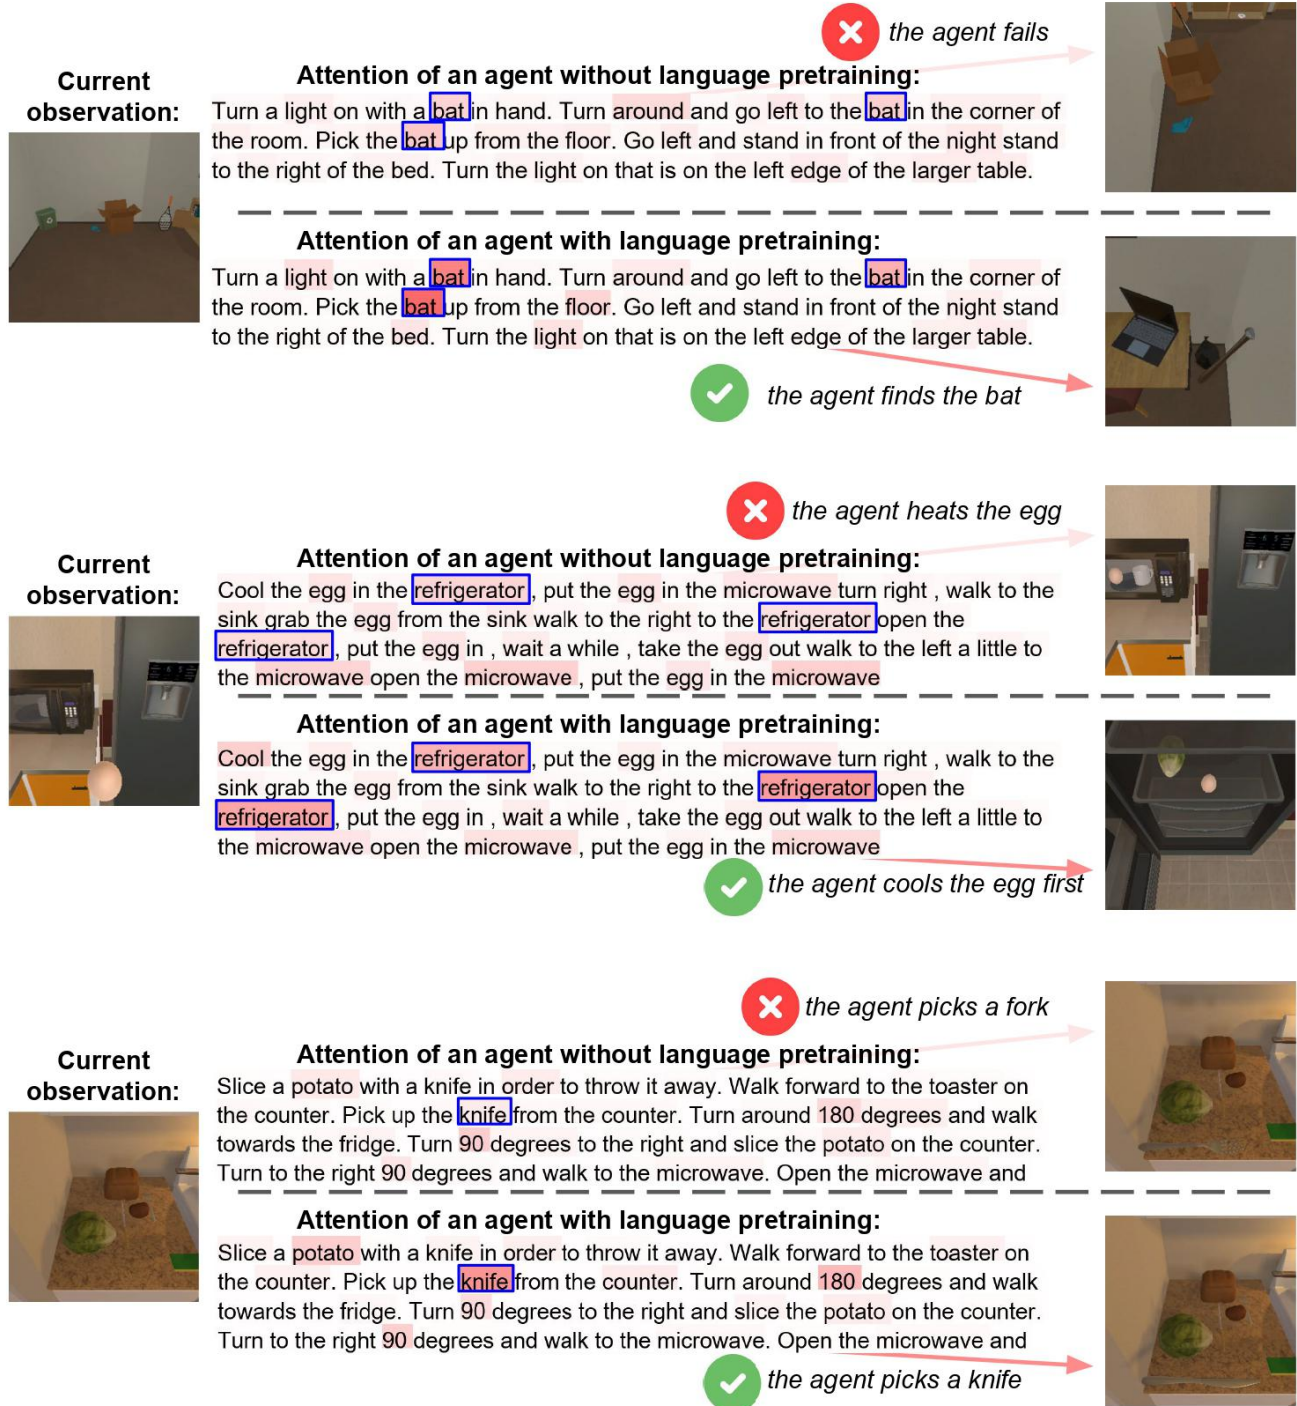 the agent fails
Current
observation:
Attention of an agent without language pretraining:
Turn a light on with a bat in hand. Turn around and go left to the bat in the corner of
the room. Pick the bat up from the floor. Go left and stand in front of the night stand
to the right of the bed. Turn the light on that is on the left edge of the larger table.
Attention of an agent with language pretraining:
Turn a light on with a bat in hand. Turn around and go left to the bat in the corner of
the room. Pick the bat up from the floor. Go left and stand in front of the night stand
to the right of the bed. Turn the light on that is on the left edge of the larger table.
the agent finds the bat
the agent heats the egg
Current
observation:
Attention of an agent without language pretraining:
Cool the egg in the refrigerator , put the egg in the microwave turn right , walk to the
sink grab the egg from the sink walk to the right to the refrigerator open the
refrigerator , put the egg in , wait a while , take the egg out walk to the left a little to
the microwave open the microwave , put the egg in the microwave
Attention of an agent with language pretraining:
Cool the egg in the refrigerator , put the egg in the microwave turn right , walk to the
sink grab the egg from the sink walk to the right to the refrigerator open the
refrigerator , put the egg in , wait a while , take the egg out walk to the left a little to
the microwave open the microwave , put the egg in the microwave
the agent cools the egg first
the agent picks a fork
Current
observation:
Attention of an agent without language pretraining:
Slice a potato with a knife in order to throw it away. Walk forward to the toaster on
the counter. Pick up the knife from the counter. Turn around 180 degrees and walk
towards the fridge. Turn 90 degrees to the right and slice the potato on the counter.
Turn to the right 90 degrees and walk to the microwave. Open the microwave and
Attention of an agent with language pretraining:
Slice a potato with a knife in order to throw it away. Walk forward to the toaster on
the counter. Pick up the knife from the counter. Turn around 180 degrees and walk
towards the fridge. Turn 90 degrees to the right and slice the potato on the counter.
Turn to the right 90 degrees and walk to the microwave. Open the microwave and
the agent picks a knife